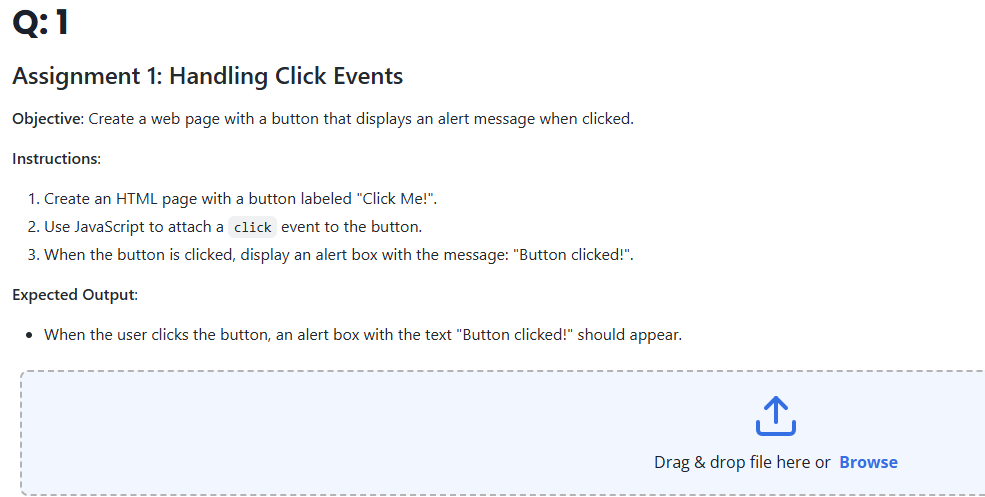 Q: 1
Assignment 1: Handling Click Events
Objective: Create a web page with a button that displays an alert message when clicked.
Instructions:
1. Create an HTML page with a button labeled "Click Me!".
2. Use JavaScript to attach a click event to the button.
3. When the button is clicked, display an alert box with the message: "Button clicked!".
Expected Output:
• When the user clicks the button, an alert box with the text "Button clicked!" should appear.
Drag & drop file here or Browse